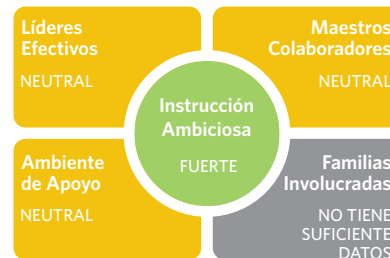 Líderes
Efectivos
NEUTRAL
Maestros
Colaboradores
NEUTRAL
Instrucción
Ambiciosa
FUERTE
Ambiente
de Apoyo
NEUTRAL
Familias
Involucradas
NO TIENE
SUFICIENTE
DATOS